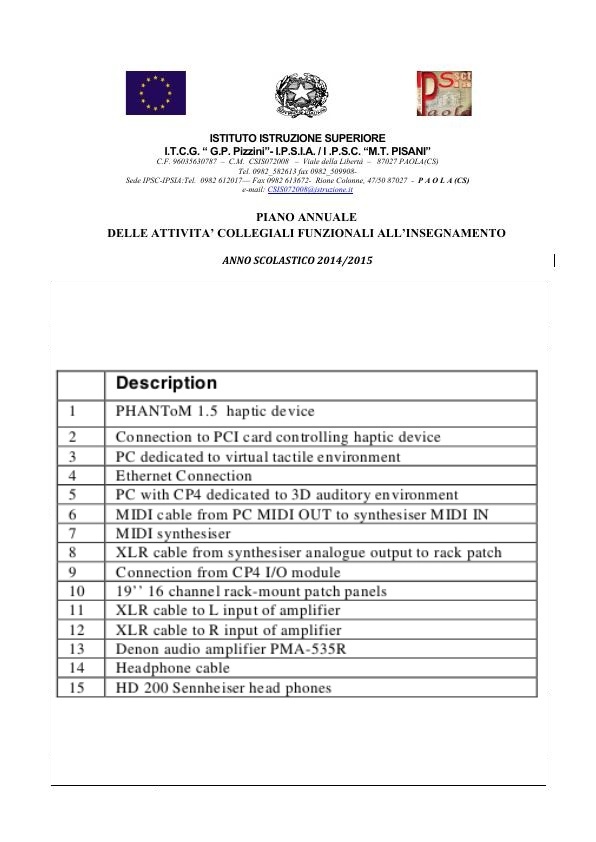 PS sct
Paola
ISTITUTO ISTRUZIONE SUPERIORE
I.T.C.G. “ G.P. Pizzini”- I.P.S.I.A. / I .P.S.C. “M.T. PISANI”
C.F. 96035630787 – C.M. CSIS072008 – Viale della Libertà – 87027 PAOLA(CS)
Tel. 0982_582613 fax 0982_509908-
Sede IPSC-IPSIA:Tel. 0982 612017— Fax 0982 613672- Rione Colonne, 47/50 87027 - P A O L A (CS)
e-mail: CSIS072008@istruzione.it
PIANO ANNUALE
DELLE ATTIVITA’ COLLEGIALI FUNZIONALI ALL’INSEGNAMENTO
ANNO SCOLASTICO 2014/2015
Description
1 PHANToM 1.5 haptic device
2 Connection to PCI card controlling haptic device
3 PC dedicated to virtual tactile environment
4 Ethernet Connection
5 PC with CP4 dedicated to 3D auditory environment
6 MIDI cable from PC MIDI OUT to synthesiser MIDI IN
7 MIDI synthesiser
8 XLR cable from synthesiser analogue output to rack patch
9 Connection from CP4 I/O module
10 19’’ 16 channel rack-mount patch panels
11 XLR cable to L input of amplifier
12 XLR cable to R input of amplifier
13 Denon audio amplifier PMA-535R
14 Headphone cable
15 HD 200 Sennheiser head phones